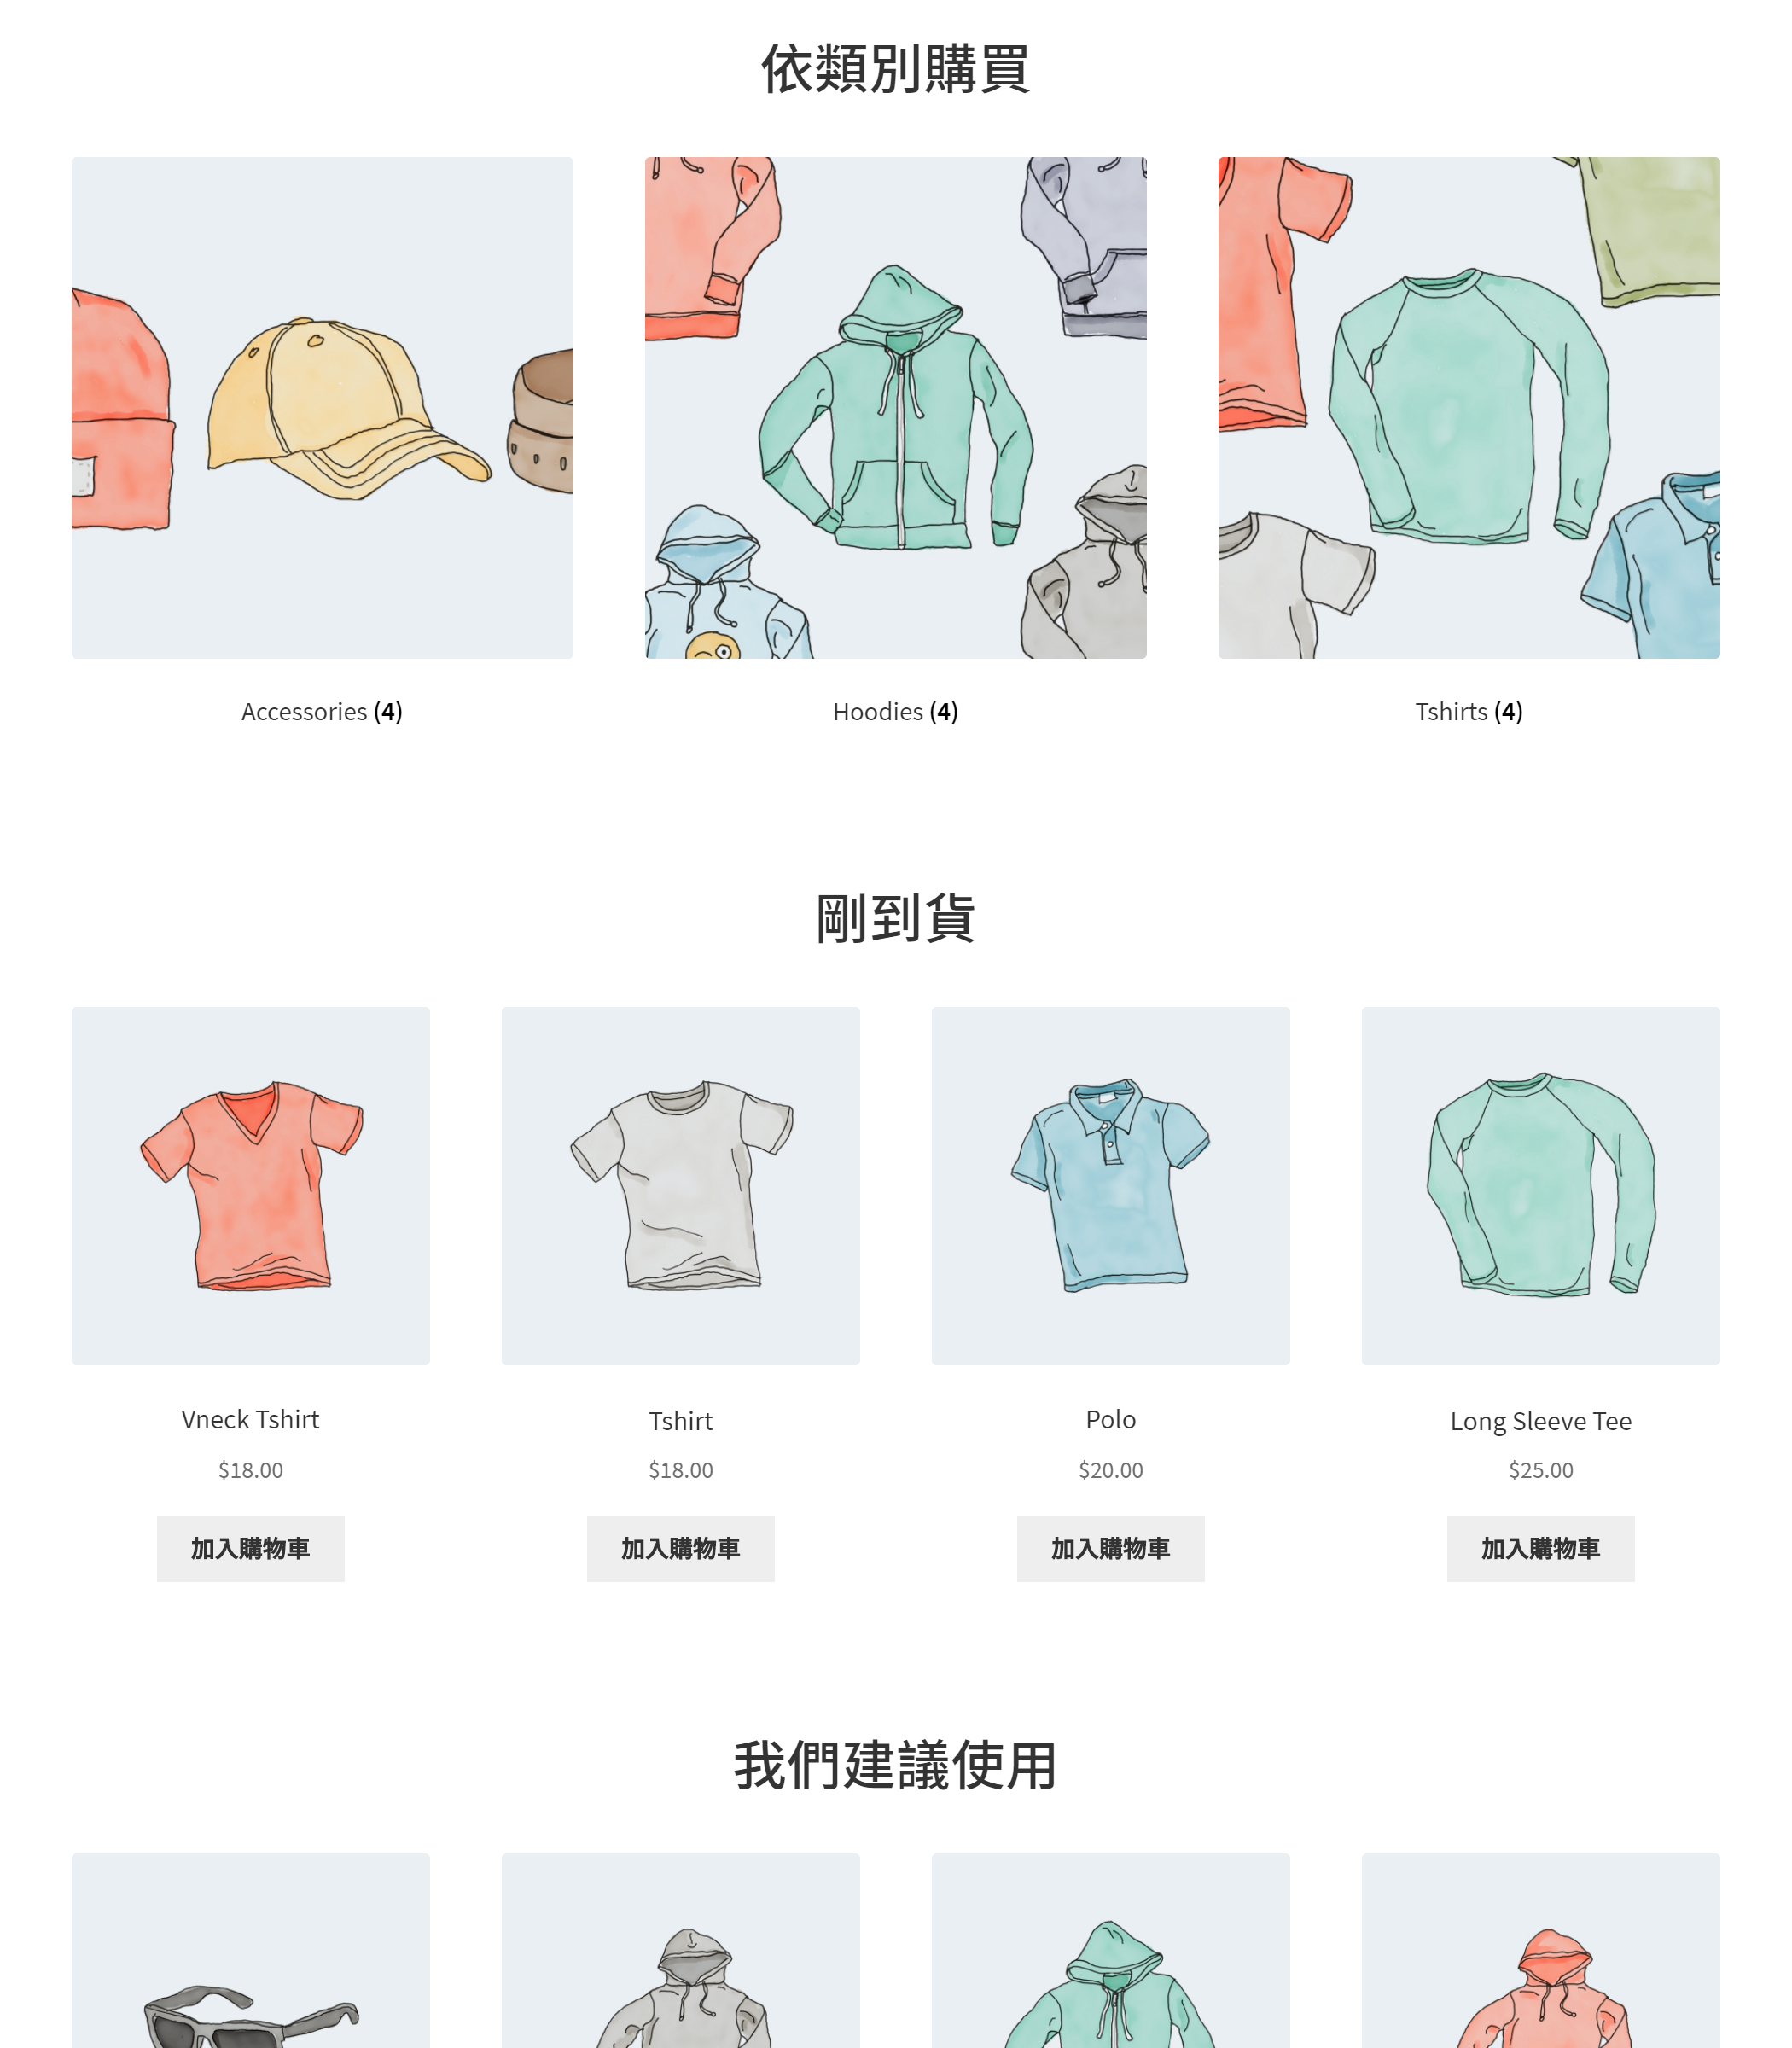 依類別購買
Accessories (4)
Hoodies (4)
Tshirts (4)
剛到貨
Vneck Tshirt
Tshirt
Polo
Long Sleeve Tee
$18.00
$18.00
$20.00
$25.00
加入購物車
加入購物車
加入購物車
加入購物車
我們建議使用